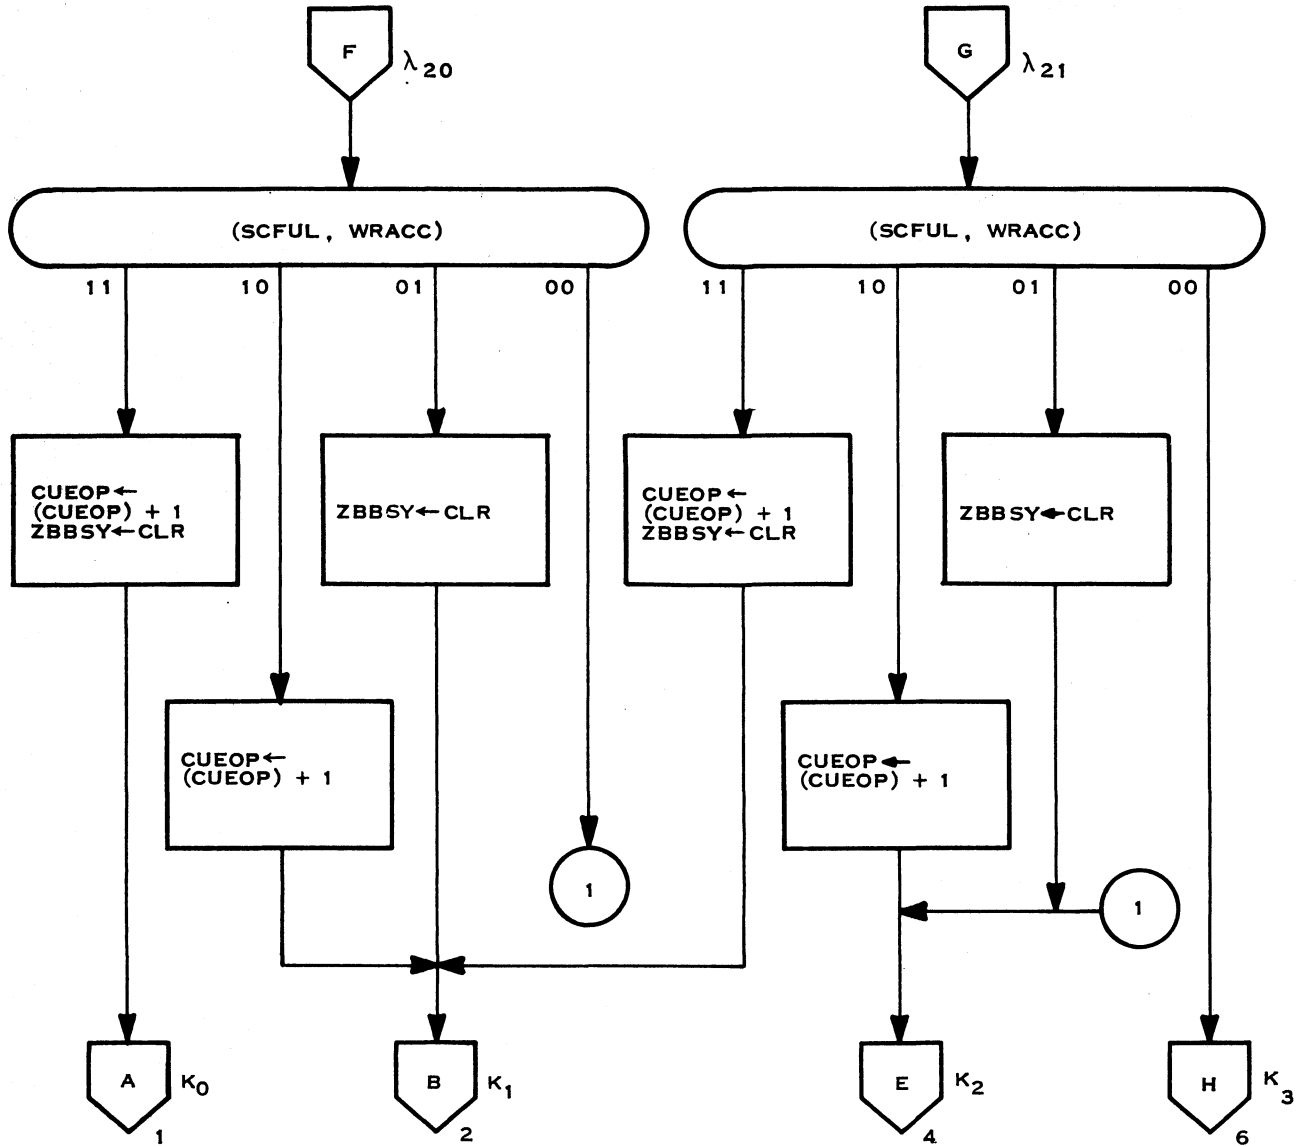 F
λ20
G
λ21
(SCFUL, WRACC)
(SCFUL, WRACC)
11
10
01
00
11
10
01
00
CUEOP←
(CUEOP) + 1
ZBBSY←CLR
ZBBSY←CLR
CUEOP←
(CUEOP) + 1
ZBBSY←CLR
ZBBSY←CLR
CUEOP←
(CUEOP) + 1
CUEOP←
(CUEOP) + 1
1
1
A
K0
1
B
K1
2
E
K2
4
H
K3
6